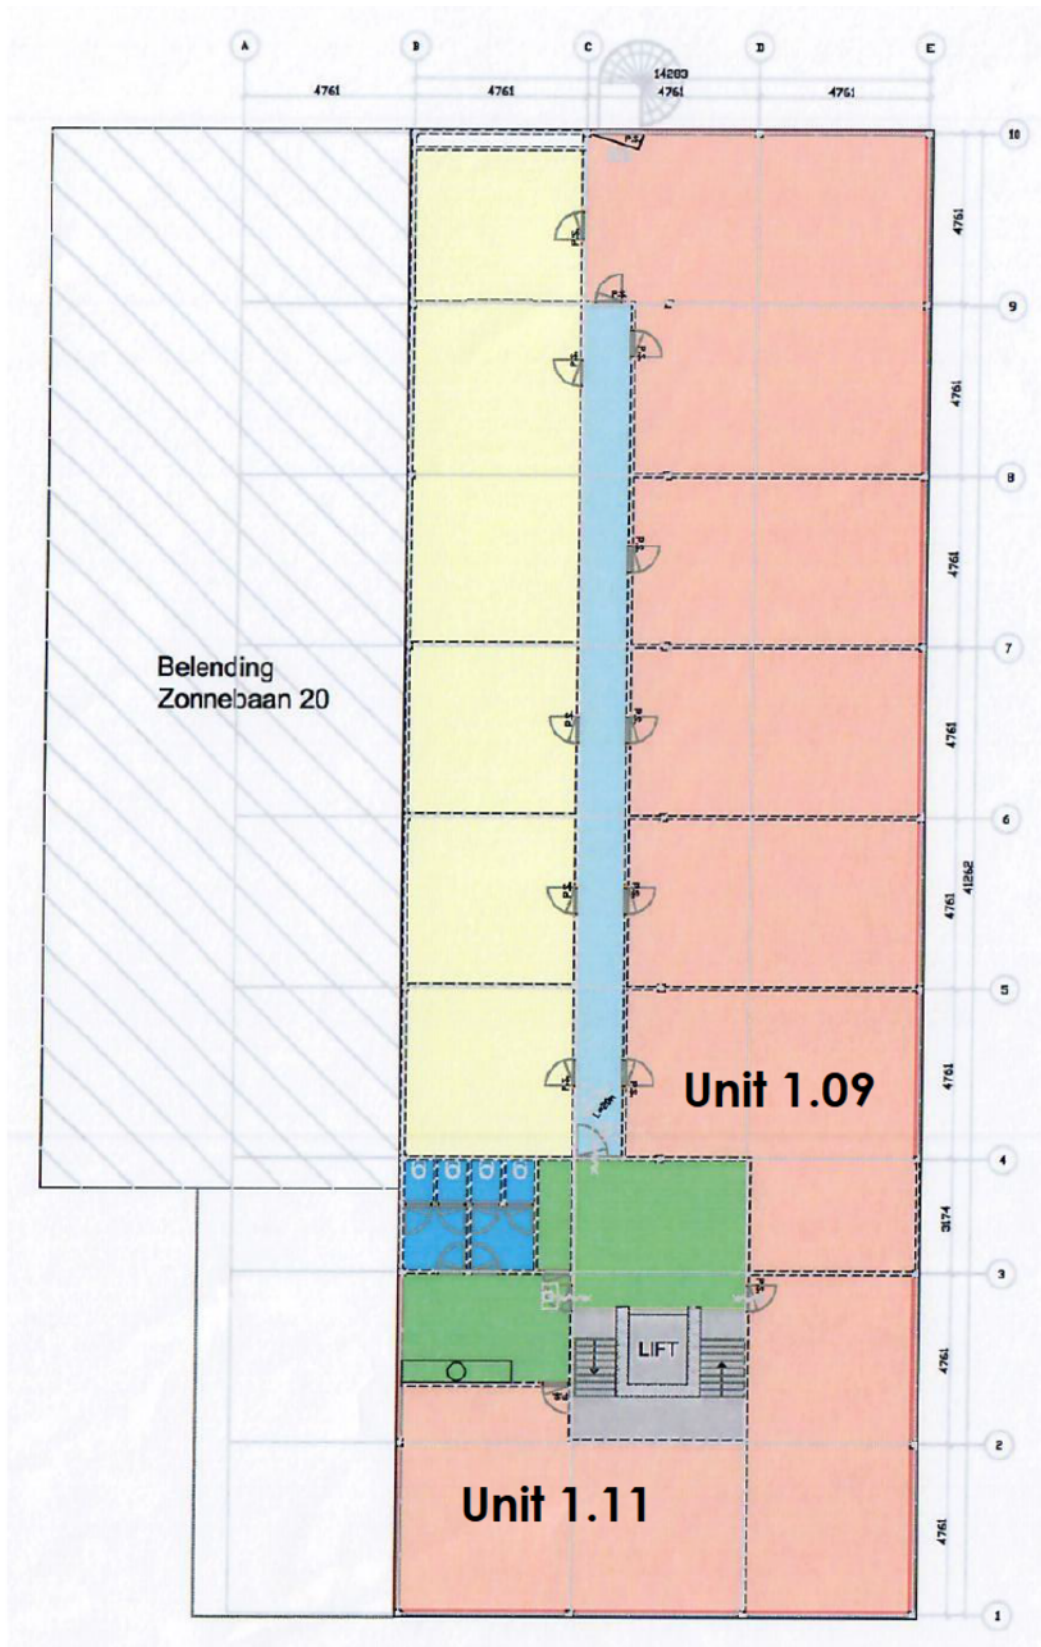 A B C D E
14283
4761 4761 4761 4761
10
P.S.
4761
P.S.
P.S.
9
P.S.
P.S.
4761
8
P.S.
4761
Belending
Zonnebaan 20
7
P.S.
P.S.
4761
6
41262
P.S.
P.S.
4761
5
P.S.
P.S.
4761
Unit 1.09
4
3174
3
P.S.
LIFT
4761
P.S.
2
Unit 1.11
4761
1